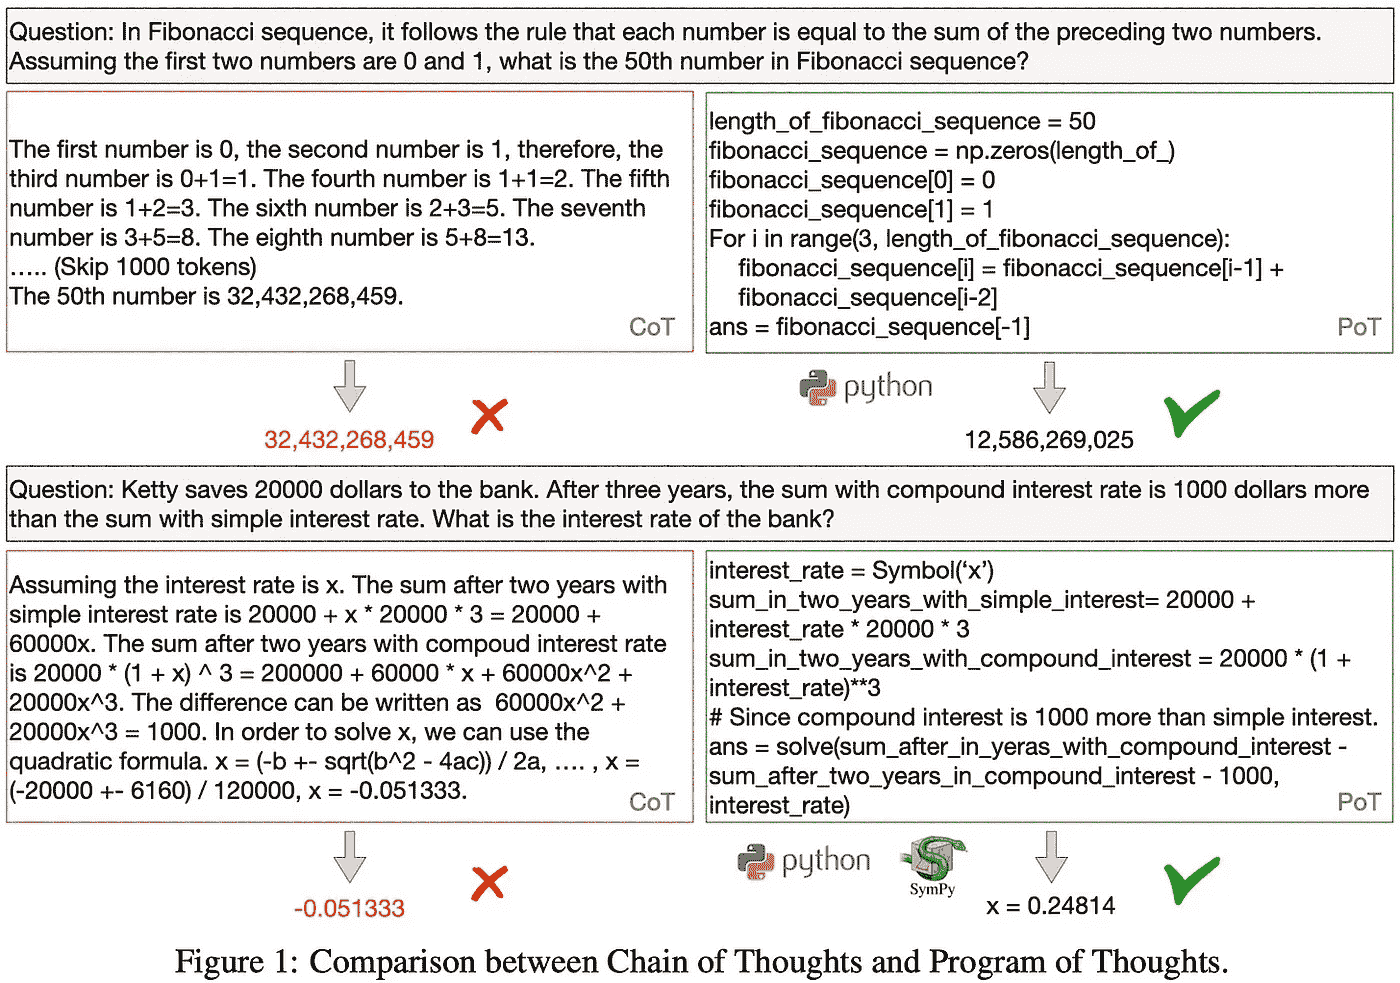 Question: In Fibonacci sequence, it follows the rule that each number is equal to the sum of the preceding two numbers.
Assuming the first two numbers are 0 and 1, what is the 50th number in Fibonacci sequence?
The first number is 0, the second number is 1, therefore, the
third number is 0+1=1. The fourth number is 1+1=2. The fifth
number is 1+2=3. The sixth number is 2+3=5. The seventh
number is 3+5=8. The eighth number is 5+8=13.
..... (Skip 1000 tokens)
The 50th number is 32,432,268,459.
CoT
length_of_fibonacci_sequence = 50
fibonacci_sequence = np.zeros(length_of_)
fibonacci_sequence[0] = 0
fibonacci_sequence[1] = 1
For i in range(3, length_of_fibonacci_sequence):
fibonacci_sequence[i] = fibonacci_sequence[i-1] +
fibonacci_sequence[i-2]
ans = fibonacci_sequence[-1]
PoT
32,432,268,459
python
12,586,269,025
Question: Ketty saves 20000 dollars to the bank. After three years, the sum with compound interest rate is 1000 dollars more
than the sum with simple interest rate. What is the interest rate of the bank?
Assuming the interest rate is x. The sum after two years with
simple interest rate is 20000 + x * 20000 * 3 = 20000 +
60000x. The sum after two years with compoud interest rate
is 20000 * (1 + x) ^ 3 = 200000 + 60000 * x + 60000x^2 +
20000x^3. The difference can be written as 60000x^2 +
20000x^3 = 1000. In order to solve x, we can use the
quadratic formula. x = (-b +- sqrt(b^2 - 4ac)) / 2a, .... , x =
(-20000 +- 6160) / 120000, x = -0.051333.
CoT
interest_rate = Symbol(‘x’)
sum_in_two_years_with_simple_interest= 20000 +
interest_rate * 20000 * 3
sum_in_two_years_with_compound_interest = 20000 * (1 +
interest_rate)**3
# Since compound interest is 1000 more than simple interest.
ans = solve(sum_after_in_yeras_with_compound_interest -
sum_after_two_years_in_compound_interest - 1000,
interest_rate)
PoT
-0.051333
python
SymPy
x = 0.24814
Figure 1: Comparison between Chain of Thoughts and Program of Thoughts.